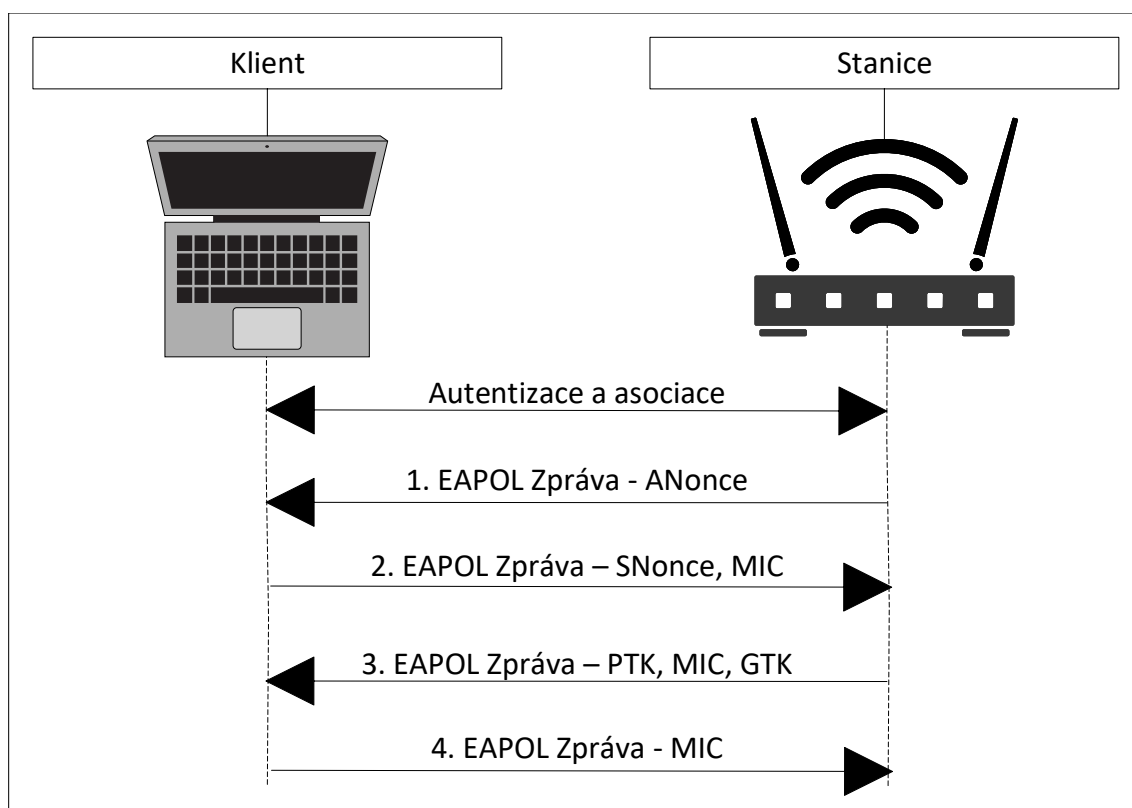 Klient
Stanice
Autentizace a asociace
1. EAPOL Zpráva - ANonce
2. EAPOL Zpráva – SNonce, MIC
3. EAPOL Zpráva – PTK, MIC, GTK
4. EAPOL Zpráva - MIC